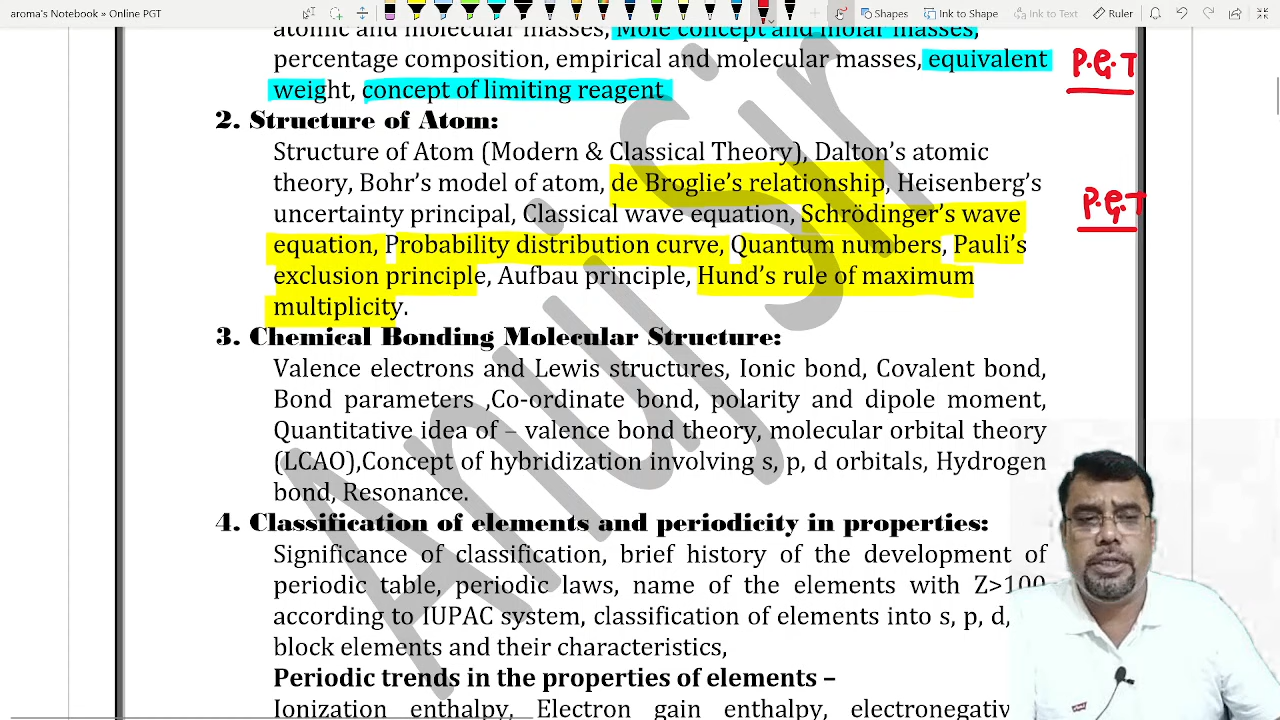 aroma's Notebook » Online PGT
Shapes
Ink to Shape
Ink to Text
Ruler
atomic and molecular masses, Mole concept and molar masses,
percentage composition, empirical and molecular masses, equivalent
weight, concept of limiting reagent
P.G.T
2. Structure of Atom:
Structure of Atom (Modern & Classical Theory), Dalton's atomic
theory, Bohr's model of atom, de Broglie's relationship, Heisenberg's
uncertainty principal, Classical wave equation, Schrödinger's wave
equation, Probability distribution curve, Quantum numbers, Pauli's
exclusion principle, Aufbau principle, Hund's rule of maximum
multiplicity.
P.G.T
3. Chemical Bonding Molecular Structure:
Valence electrons and Lewis structures, Ionic bond, Covalent bond,
Bond parameters ,Co-ordinate bond, polarity and dipole moment,
Quantitative idea of – valence bond theory, molecular orbital theory
(LCAO),Concept of hybridization involving s, p, d orbitals, Hydrogen
bond, Resonance.
4. Classification of elements and periodicity in properties:
Significance of classification, brief history of the development of
periodic table, periodic laws, name of the elements with Z>100
according to IUPAC system, classification of elements into s, p, d,
block elements and their characteristics,
Periodic trends in the properties of elements –
Ionization enthalpy, Electron gain enthalpy,
Anuj Sir